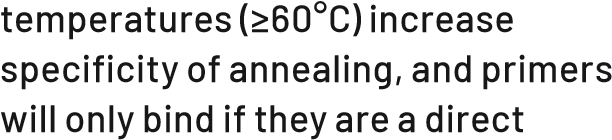 temperatures (≥60°C) increase
specificity of annealing, and primers
will only bind if they are a direct